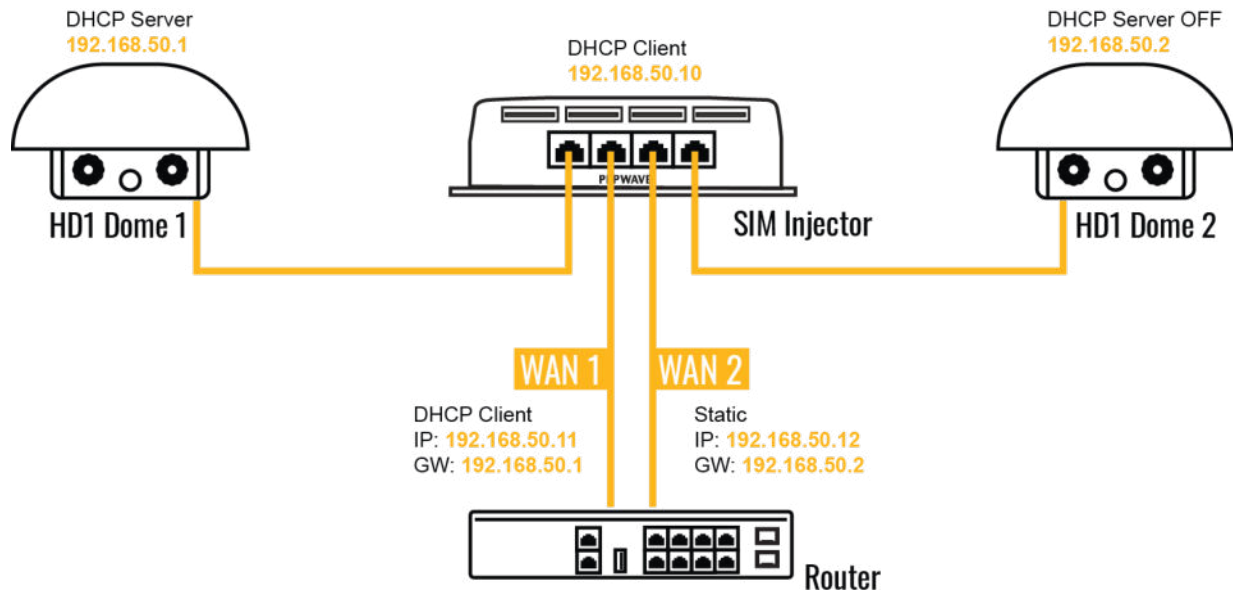 DHCP Server
192.168.50.1
DHCP Client
192.168.50.10
DHCP Server OFF
192.168.50.2
PEPWAVE
HD1 Dome 1
SIM Injector
HD1 Dome 2
WAN 1
WAN 2
DHCP Client
IP: 192.168.50.11
GW: 192.168.50.1
Static
IP: 192.168.50.12
GW: 192.168.50.2
Router